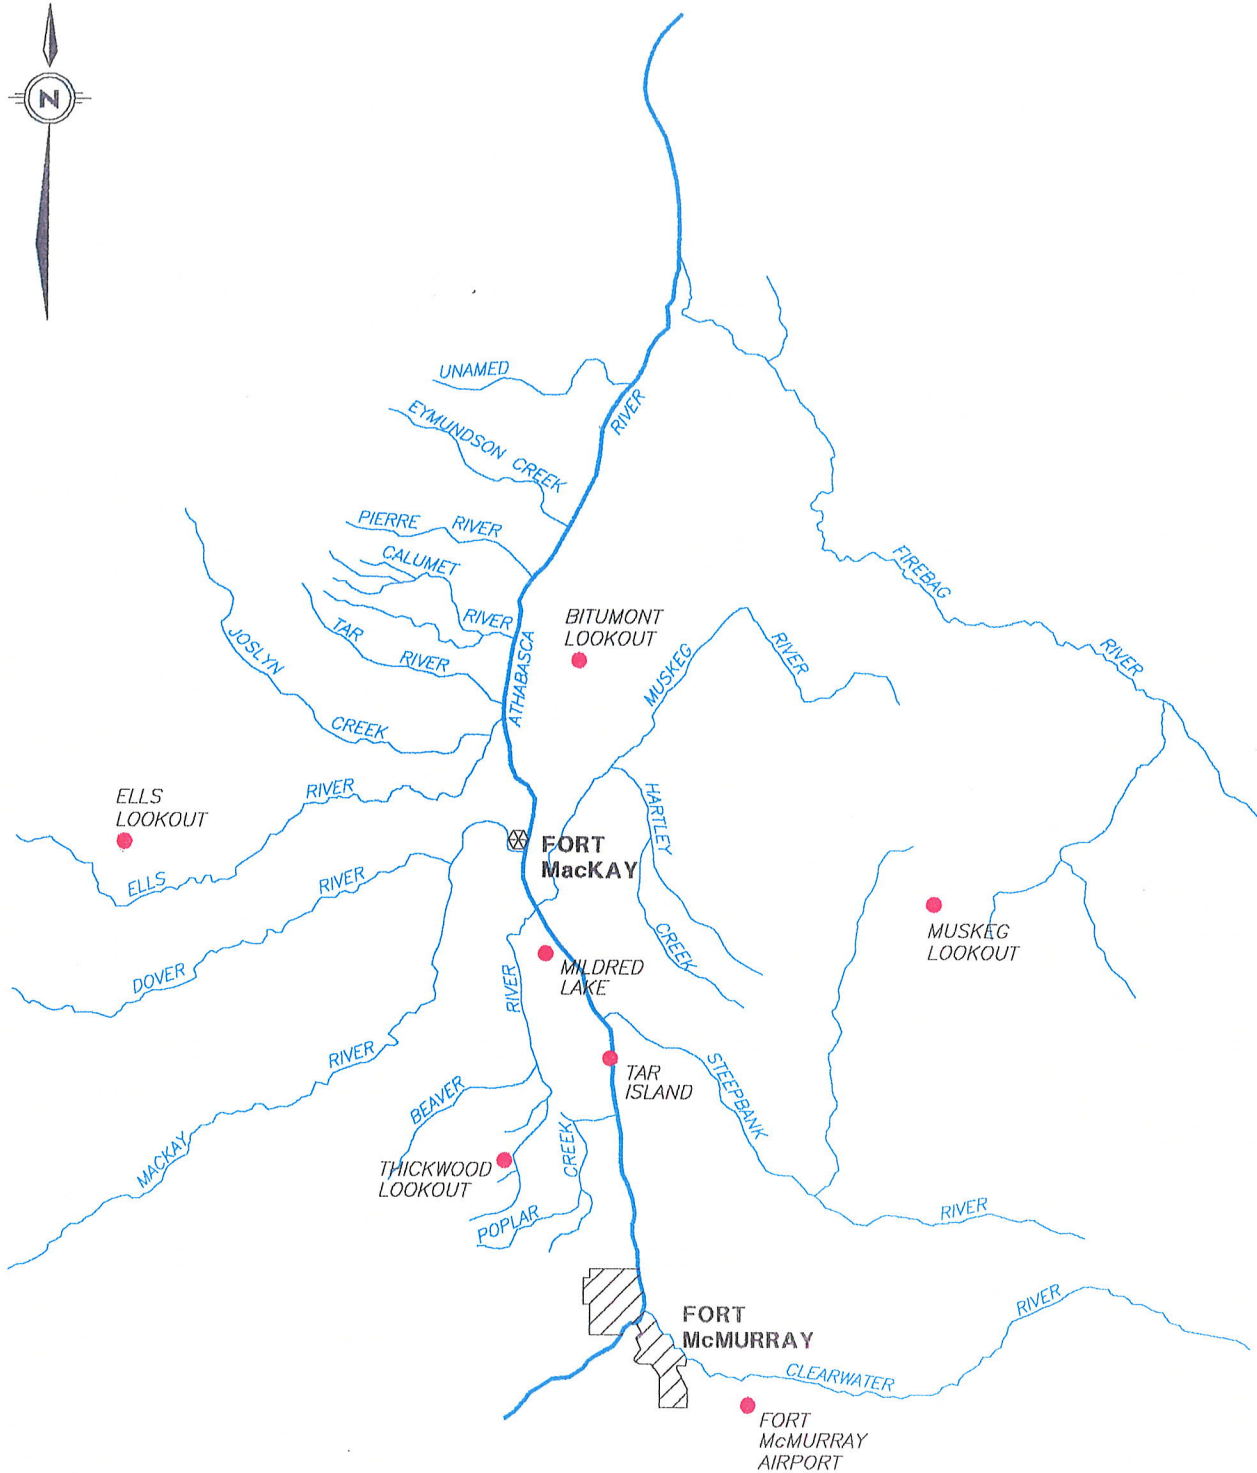 N
UNAMED
RIVER
EYMUNDSON CREEK
PIERRE RIVER
CALUMET
RIVER
FIREBAG
RIVER
TAR
RIVER
BITUMONT
LOOKOUT
JOSLYN
CREEK
ATHABASCA
MUSKEG
RIVER
ELLS
LOOKOUT
RIVER
ELLS
HARTLEY
CREEK
FORT
MacKAY
RIVER
DOVER
MUSKEG
LOOKOUT
MILDRED
LAKE
RIVER
RIVER
MACKAY
BEAVER
TAR
ISLAND
STEEPBANK
RIVER
THICKWOOD
LOOKOUT
CREEK
POPLAR
FORT
McMURRAY
RIVER
CLEARWATER
FORT
McMURRAY
AIRPORT